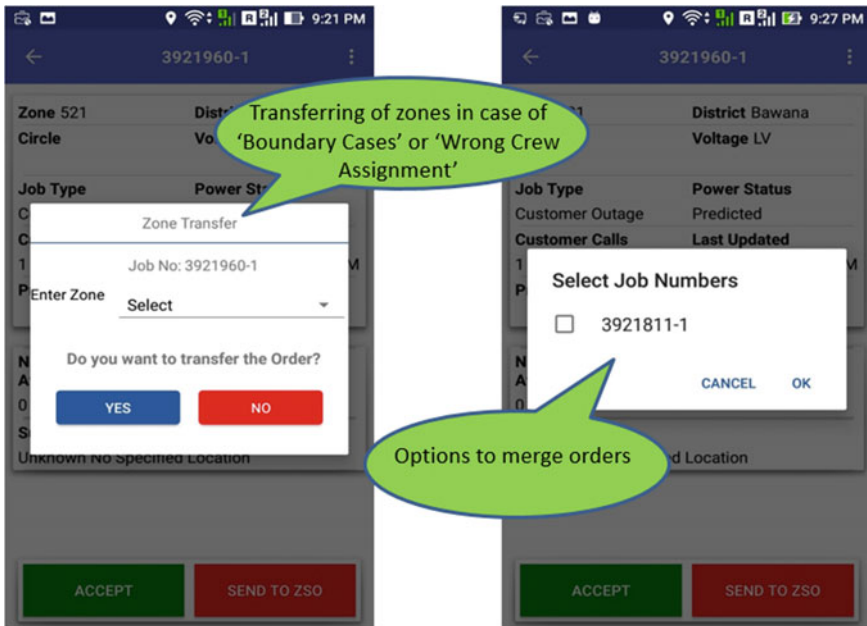 9:21 PM
3921960-1
Zone 521
Circle
Job Type
Zone Transfer
Job No: 3921960-1
Enter Zone
Select
Do you want to transfer the Order?
YES
NO
Unknown No Specified Location
ACCEPT
SEND TO ZSO
Transferring of zones in case of
‘Boundary Cases’ or ‘Wrong Crew
Assignment’
9:27 PM
3921960-1
District Bawana
Voltage LV
Job Type
Power Status
Customer Outage
Predicted
Customer Calls
Last Updated
Select Job Numbers
3921811-1
CANCEL
OK
Options to merge orders
Location
ACCEPT
SEND TO ZSO